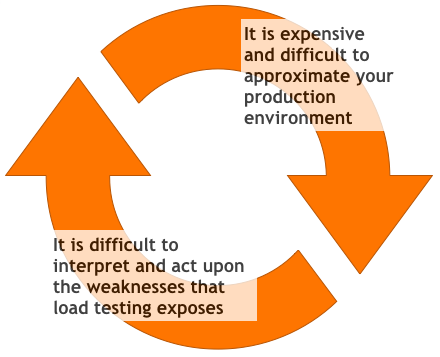 It is expensive
and difficult to
approximate your
production
environment
It is difficult to
interpret and act upon
the weaknesses that
load testing exposes